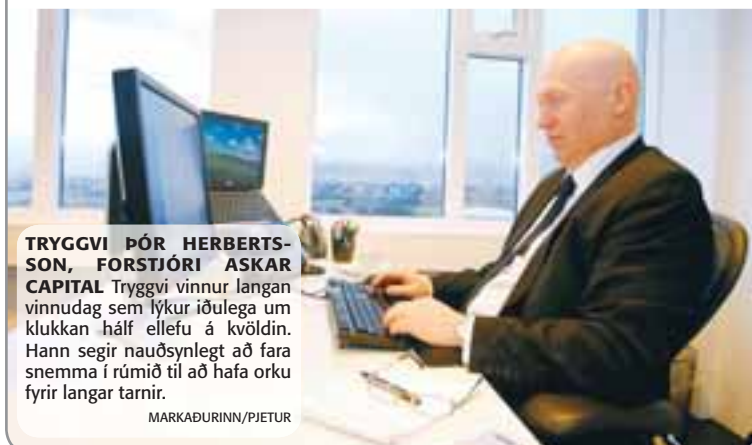 TRYGGVI ÞÓR HERBERTS-
SON, FORSTJÓRI ASKAR
CAPITAL Tryggvi vinnur langan
vinnudag sem lýkur iðulega um
klukkan hálf ellefu á kvöldin.
Hann segir nauðsynlegt að fara
snemma í rúmið til að hafa orku
fyrir langar tarnir.
MARKAÐURINN/PJETUR